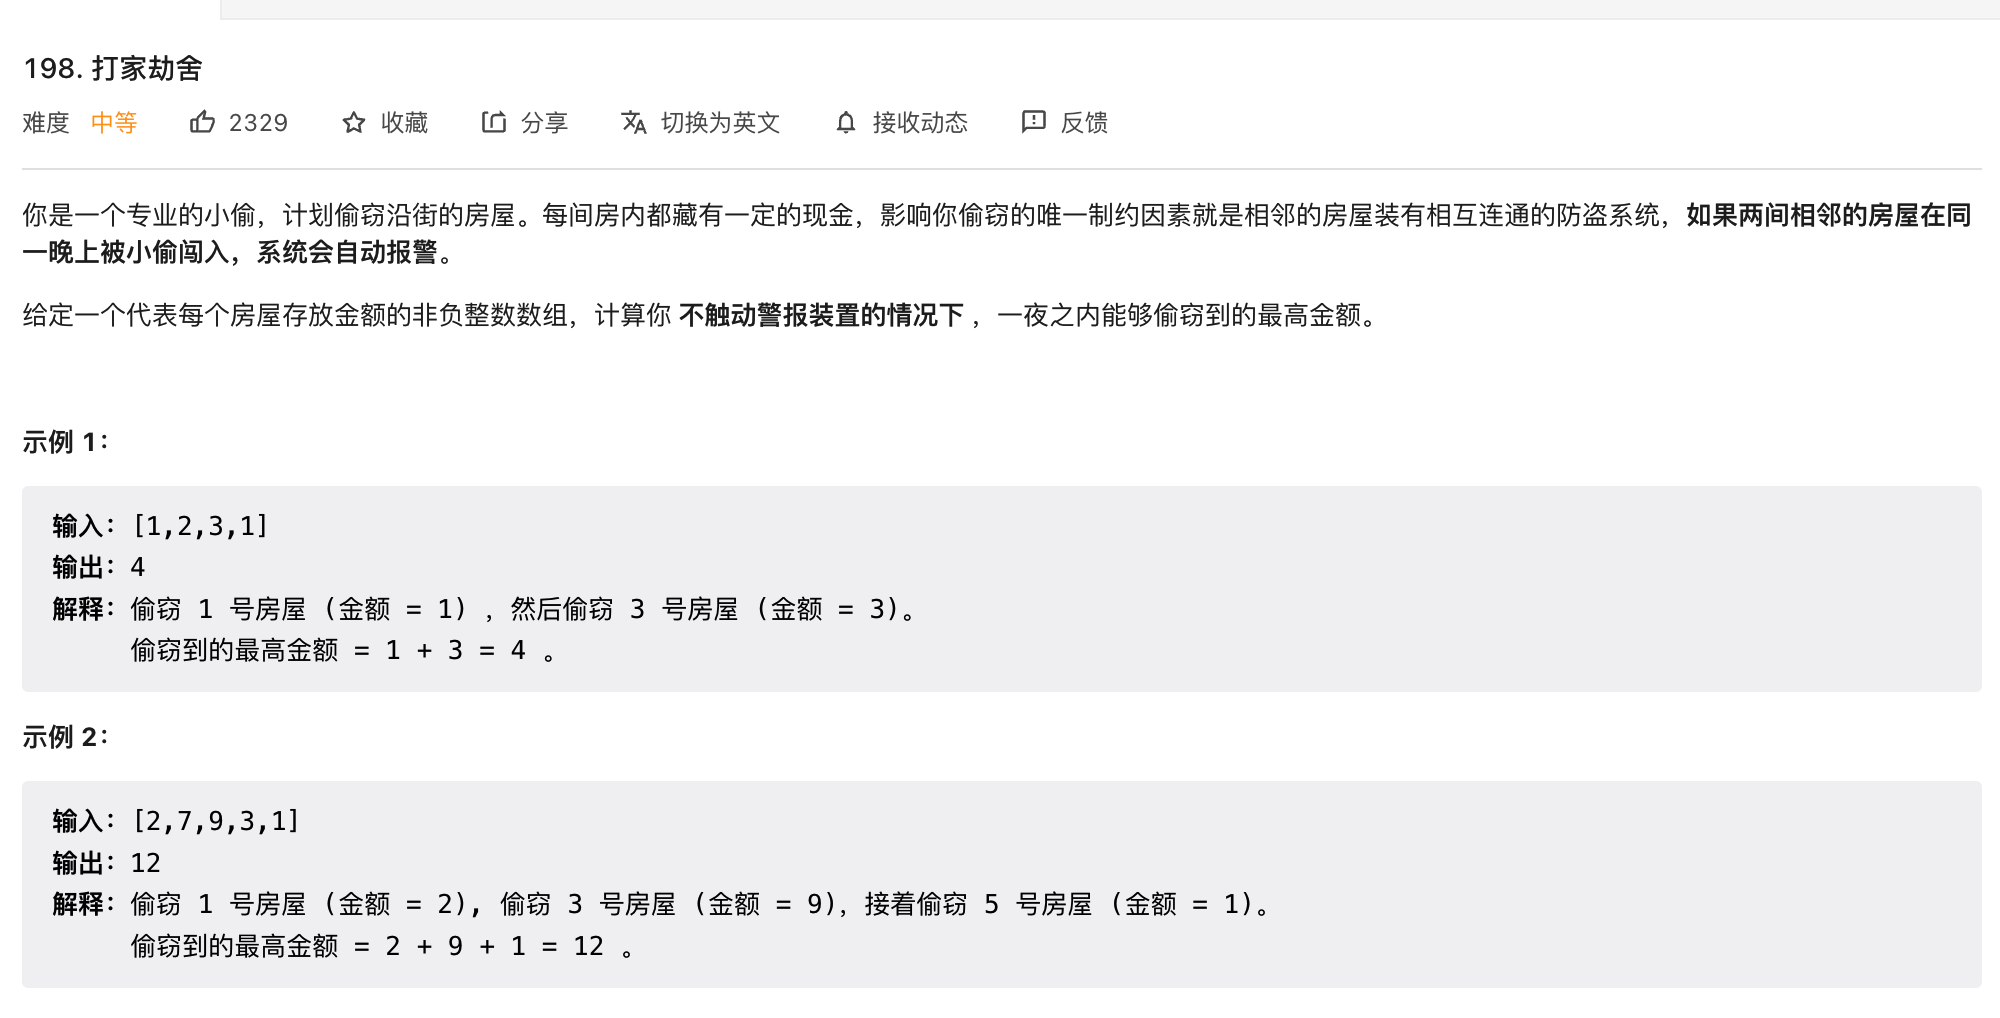 198. 打家劫舍
难度 中等 2329 收藏 分享 切换为英文 接收动态 反馈
你是一个专业的小偷，计划偷窃沿街的房屋。每间房内都藏有一定的现金，影响你偷窃的唯一制约因素就是相邻的房屋装有相互连通的防盗系统，如果两间相邻的房屋在同
一晚上被小偷闯入，系统会自动报警。
给定一个代表每个房屋存放金额的非负整数数组，计算你 不触动警报装置的情况下 ，一夜之内能够偷窃到的最高金额。
示例 1：
输入：[1,2,3,1]
输出：4
解释：偷窃 1 号房屋 (金额 = 1) ，然后偷窃 3 号房屋 (金额 = 3)。
偷窃到的最高金额 = 1 + 3 = 4 。
示例 2：
输入：[2,7,9,3,1]
输出：12
解释：偷窃 1 号房屋 (金额 = 2), 偷窃 3 号房屋 (金额 = 9)，接着偷窃 5 号房屋 (金额 = 1)。
偷窃到的最高金额 = 2 + 9 + 1 = 12 。